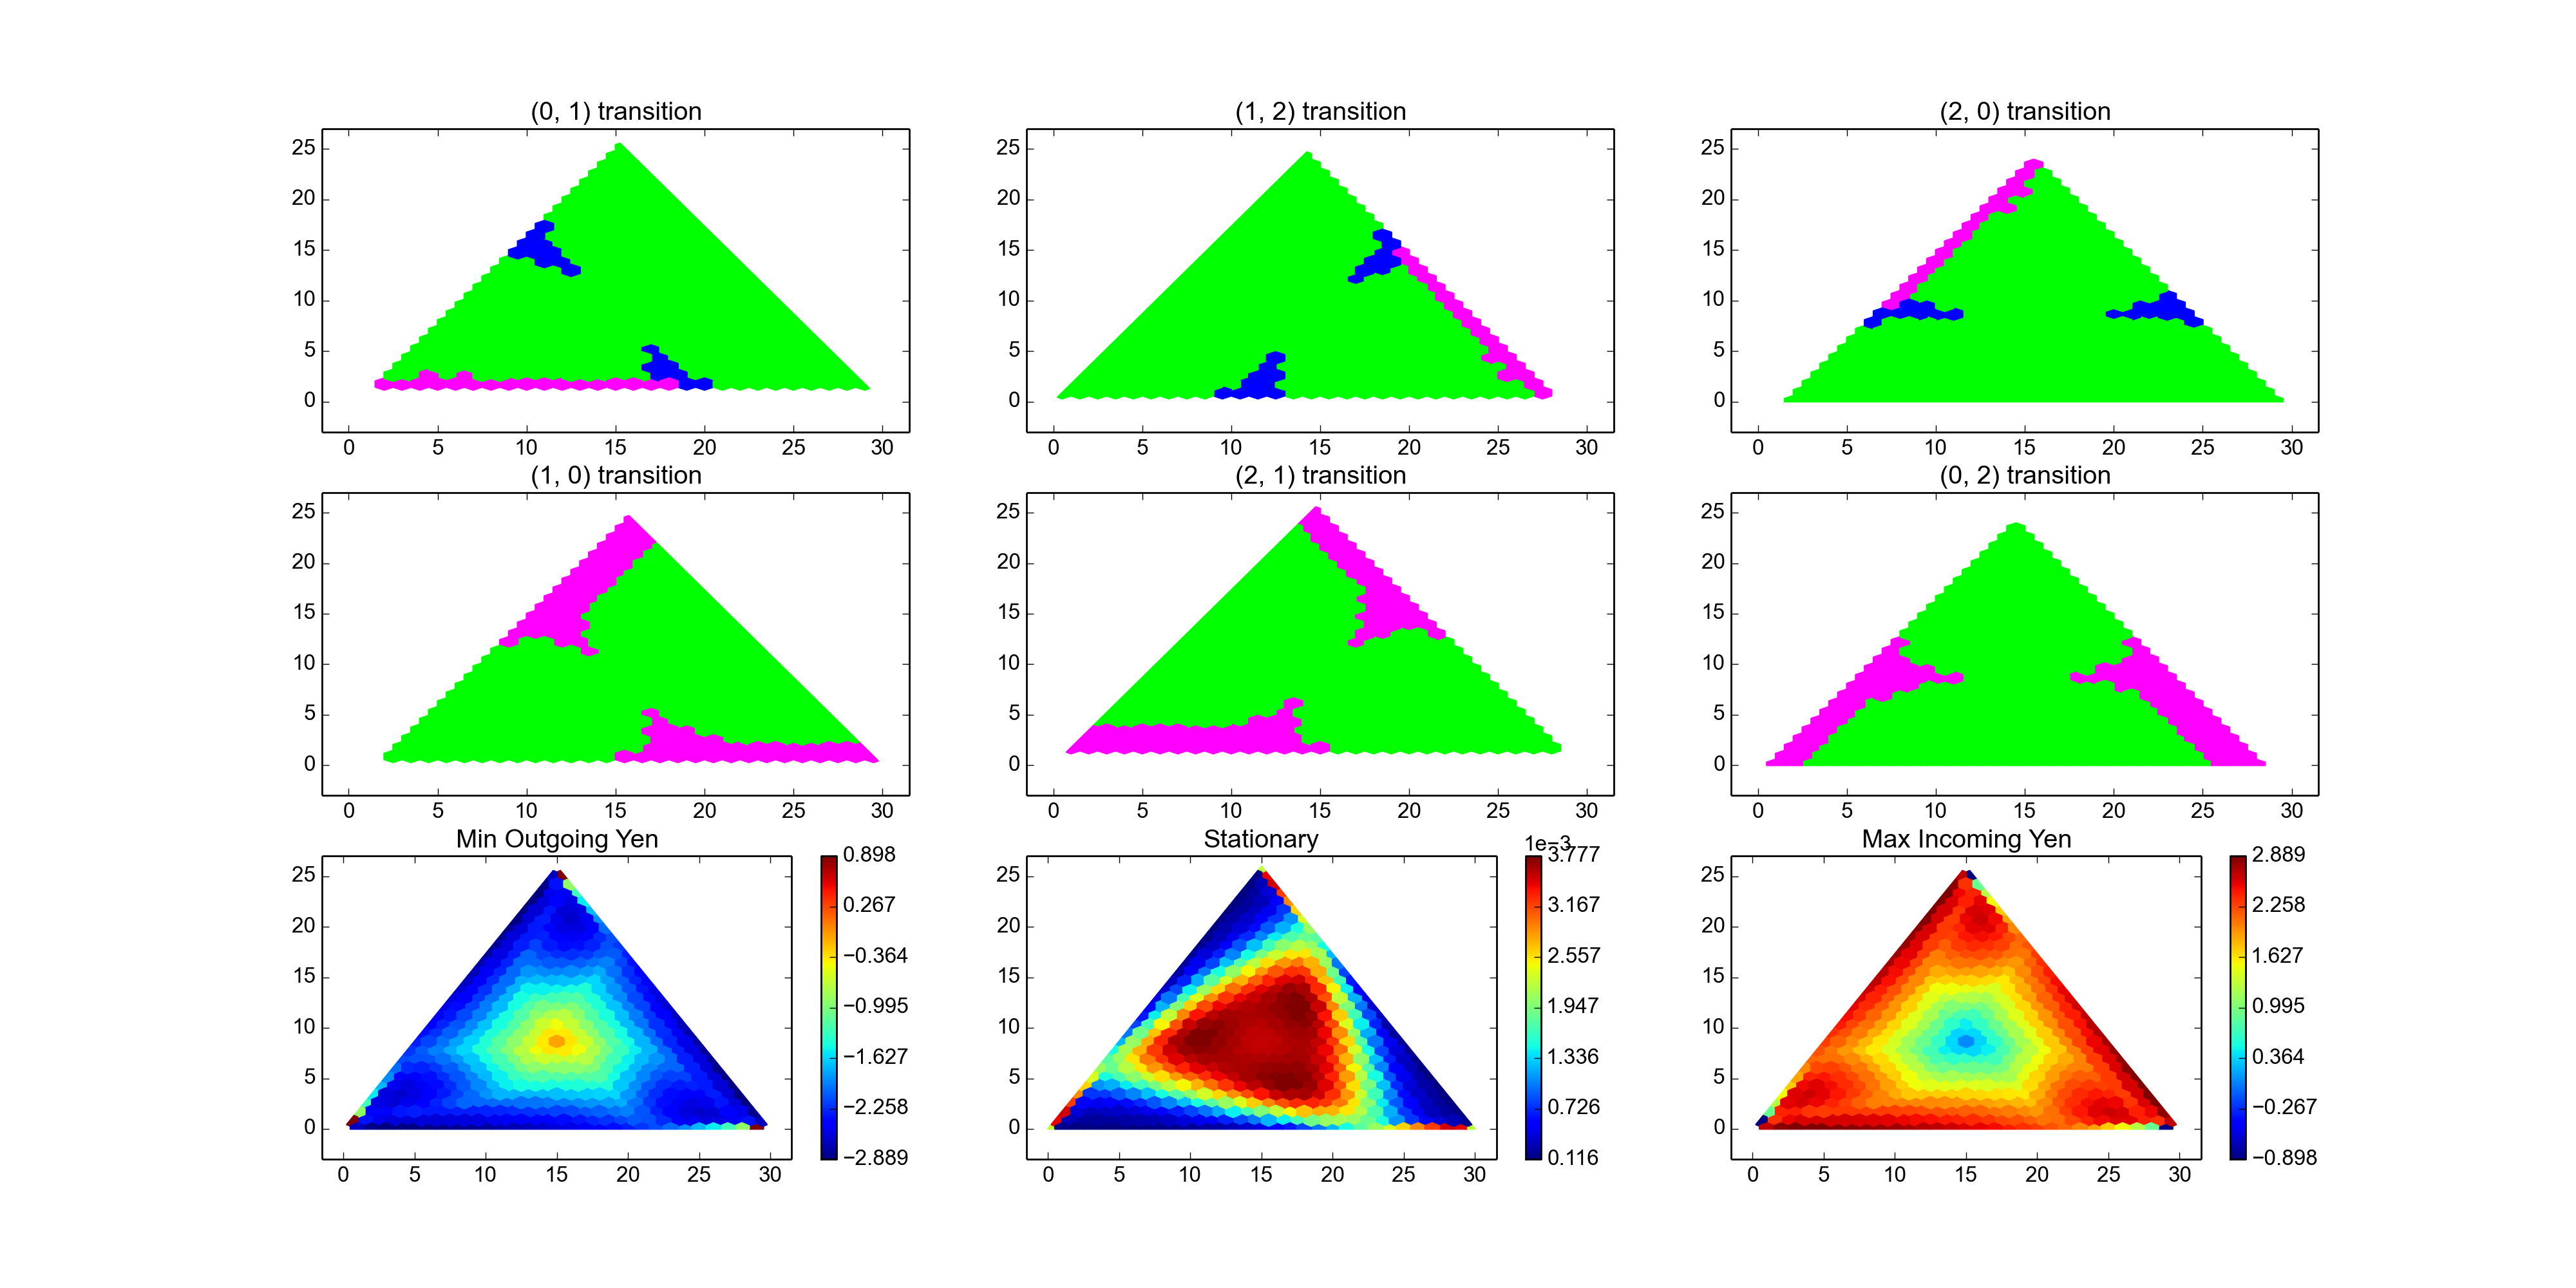 (0, 1) transition (1, 2) transition (2, 0) transition
25 25 25
20 20 20
15 15 15
10 10 10
5 5 5
0 0 0
0 5 10 15 20 25 30 0 5 10 15 20 25 30 0 5 10 15 20 25 30
(1, 0) transition (2, 1) transition (0, 2) transition
25 25 25
20 20 20
15 15 15
10 10 10
5 5 5
0 0 0
0 5 10 15 20 25 30 0 5 10 15 20 25 30 0 5 10 15 20 25 30
Min Outgoing Yen Stationary 1e−3 Max Incoming Yen
0.898 3.777 2.889
25 25 25
0.267 3.167 2.258
20 20 20
−0.364 2.557 1.627
15 15 15
−0.995 1.947 0.995
10 10 10
−1.627 1.336 0.364
5 5 5
−2.258 0.726 −0.267
0 0 0
−2.889 0.116 −0.898
0 5 10 15 20 25 30 0 5 10 15 20 25 30 0 5 10 15 20 25 30